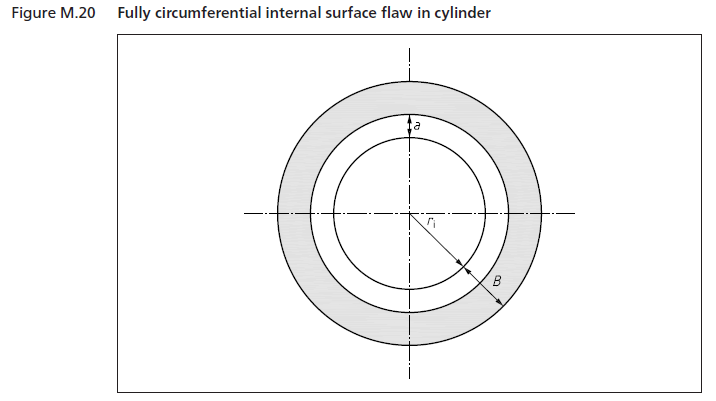 Figure M.20 Fully circumferential internal surface flaw in cylinder
a
ri
B